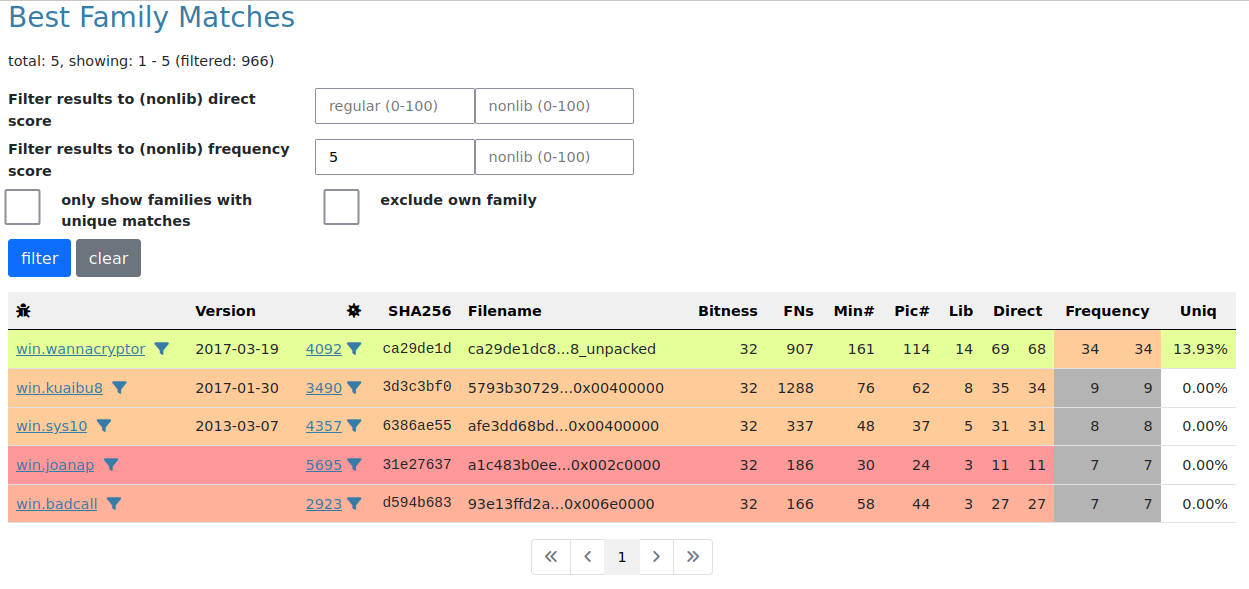 Best Family Matches
total: 5, showing: 1 - 5 (filtered: 966)
Filter results to (nonlib) direct score regular (0-100) nonlib (0-100)
Filter results to (nonlib) frequency score 5 nonlib (0-100)
only show families with unique matches exclude own family
filter clear
Version SHA256 Filename Bitness FNs Min# Pic# Lib Direct Frequency Uniq
win.wannacryptor 2017-03-19 4092 ca29de1d ca29de1dc8...8_unpacked 32 907 161 114 14 69 68 34 34 13.93%
win.kuaibu8 2017-01-30 3490 3d3c3bf0 5793b30729...0x00400000 32 1288 76 62 8 35 34 9 9 0.00%
win.sys10 2013-03-07 4357 6386ae55 afe3dd68bd...0x00400000 32 337 48 37 5 31 31 8 8 0.00%
win.joanap 5695 31e27637 a1c483b0ee...0x002c0000 32 186 30 24 3 11 11 7 7 0.00%
win.badcall 2923 d594b683 93e13ffd2a...0x006e0000 32 166 58 44 3 27 27 7 7 0.00%
« ‹ 1 › »